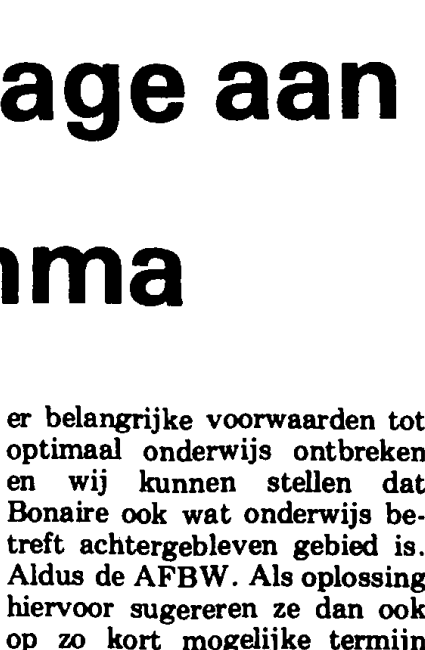 age aan
ma
er belangrijke voorwaarden tot
optimaal onderwijs ontbreken
en wij kunnen stellen dat
Bonaire ook wat onderwijs be-
treft achtergebleven gebied is.
Aldus de AFBW. Als oplossing
hiervoor sugereren ze dan ook
op zo kort mogelijke termijn